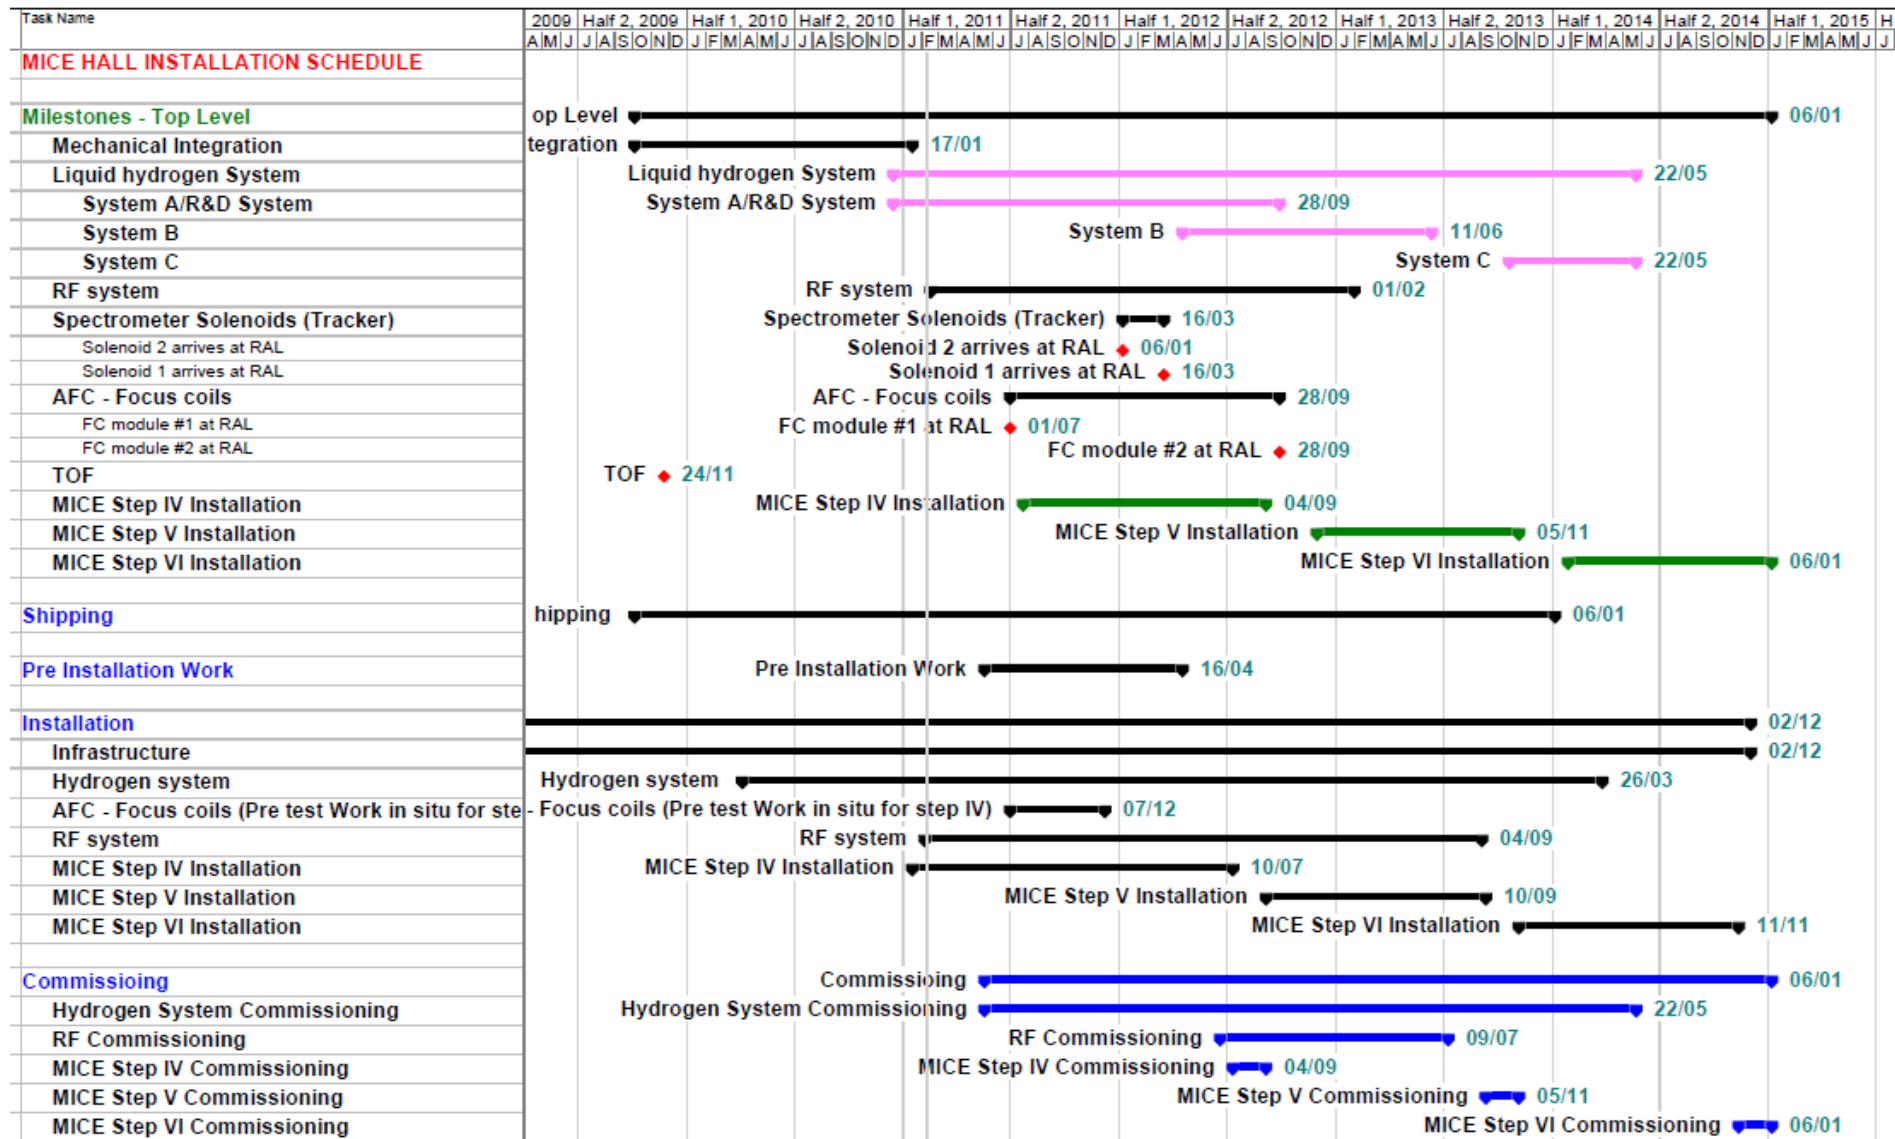 Task Name 2009 Half 2, 2009 Half 1, 2010 Half 2, 2010 Half 1, 2011 Half 2, 2011 Half 1, 2012 Half 2, 2012 Half 1, 2013 Half 2, 2013 Half 1, 2014 Half 2, 2014 Half 1, 2015 H
A M J J A S O N D J F M A M J J A S O N D J F M A M J J A S O N D J F M A M J J A S O N D J F M A M J J A S O N D J F M A M J J A S O N D J F M A M J J
MICE HALL INSTALLATION SCHEDULE
Milestones - Top Level op Level 06/01
Mechanical Integration tegration 17/01
Liquid hydrogen System Liquid hydrogen System 22/05
System A/R&D System System A/R&D System 28/09
System B System B 11/06
System C System C 22/05
RF system RF system 01/02
Spectrometer Solenoids (Tracker) Spectrometer Solenoids (Tracker) 16/03
Solenoid 2 arrives at RAL Solenoid 2 arrives at RAL 06/01
Solenoid 1 arrives at RAL Solenoid 1 arrives at RAL 16/03
AFC - Focus coils AFC - Focus coils 28/09
FC module #1 at RAL FC module #1 at RAL 01/07
FC module #2 at RAL FC module #2 at RAL 28/09
TOF TOF 24/11
MICE Step IV Installation MICE Step IV Installation 04/09
MICE Step V Installation MICE Step V Installation 05/11
MICE Step VI Installation MICE Step VI Installation 06/01
Shipping hipping 06/01
Pre Installation Work Pre Installation Work 16/04
Installation 02/12
Infrastructure 02/12
Hydrogen system Hydrogen system 26/03
AFC - Focus coils (Pre test Work in situ for ste - Focus coils (Pre test Work in situ for step IV) 07/12
RF system RF system 04/09
MICE Step IV Installation MICE Step IV Installation 10/07
MICE Step V Installation MICE Step V Installation 10/09
MICE Step VI Installation MICE Step VI Installation 11/11
Commissioing Commissioing 06/01
Hydrogen System Commissioning Hydrogen System Commissioning 22/05
RF Commissioning RF Commissioning 09/07
MICE Step IV Commissioning MICE Step IV Commissioning 04/09
MICE Step V Commissioning MICE Step V Commissioning 05/11
MICE Step VI Commissioning MICE Step VI Commissioning 06/01